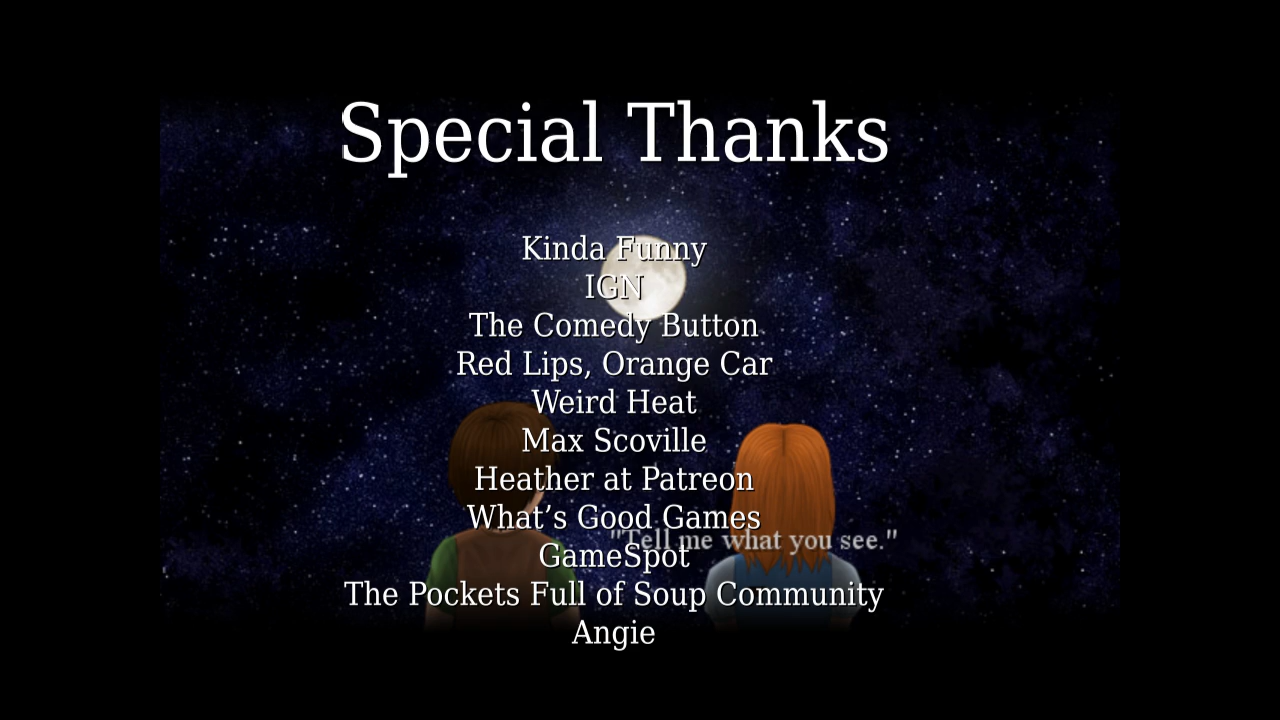 Special Thanks
Kinda Funny
IGN
The Comedy Button
Red Lips, Orange Car
Weird Heat
Max Scoville
Heather at Patreon
What’s Good Games
"Tell me what you see."
GameSpot
The Pockets Full of Soup Community
Angie